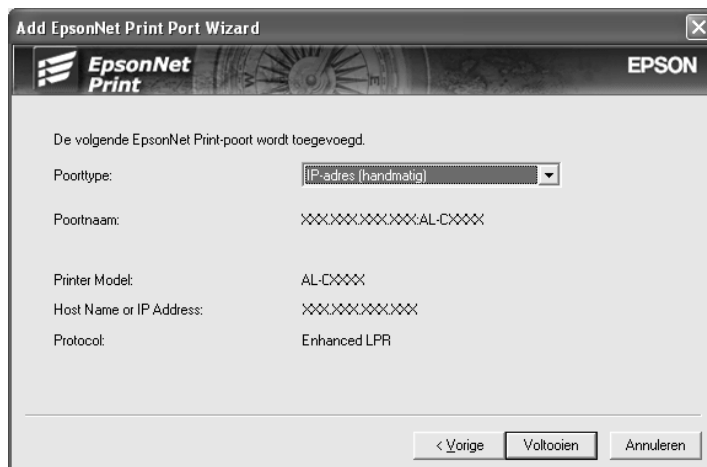 Add EpsonNet Print Port Wizard
EpsonNet
Print
EPSON
De volgende EpsonNet Print-poort wordt toegevoegd.
Poorttype: IP-adres (handmatig)
Poortnaam: XXX.XXX.XXX.XXX:AL-CXXXX
Printer Model: AL-CXXXX
Host Name or IP Address: XXX.XXX.XXX.XXX
Protocol: Enhanced LPR
< Vorige Voltooien Annuleren